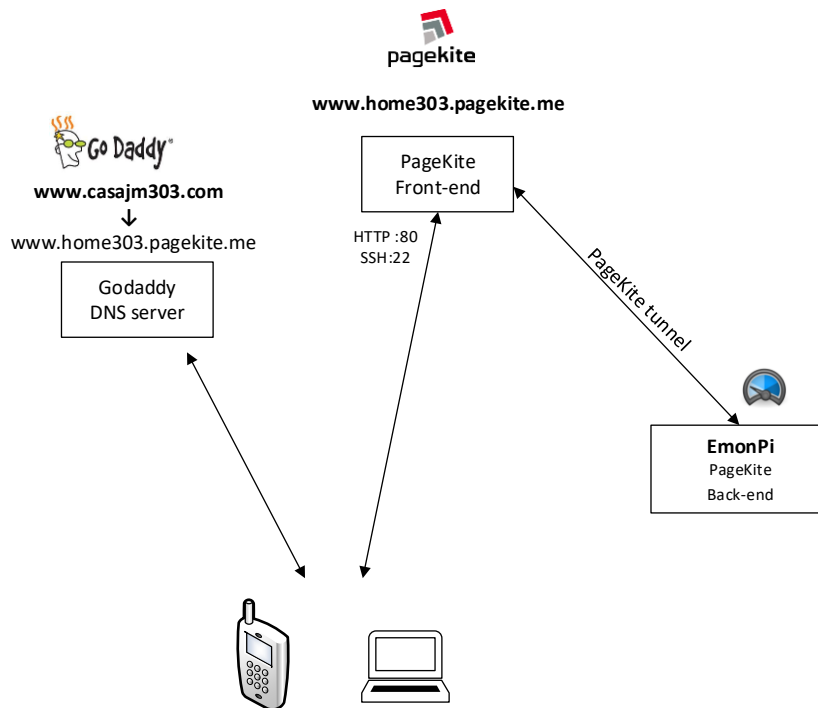 pagekite
www.home303.pagekite.me
PageKite
Front-end
Go Daddy®
www.casajm303.com
↓
www.home303.pagekite.me
Godaddy
DNS server
HTTP :80
SSH:22
PageKite tunnel
EmonPi
PageKite
Back-end